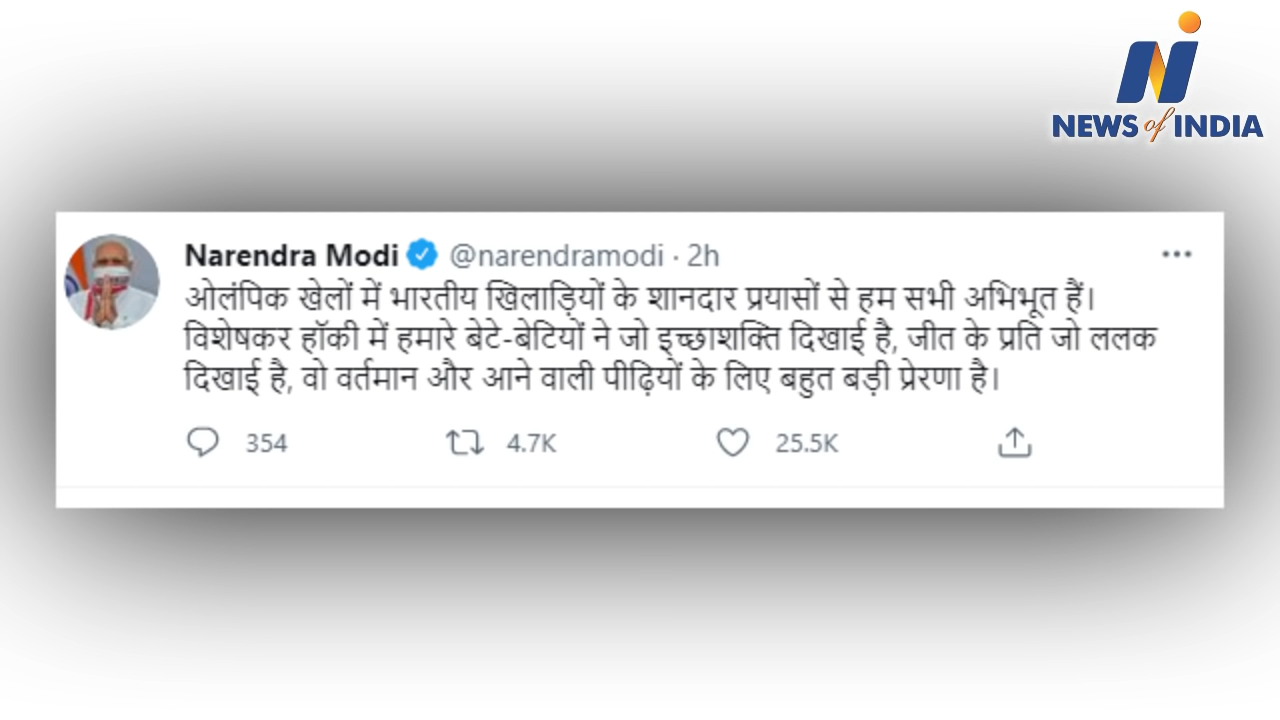 NEWS of INDIA
Narendra Modi @narendramodi · 2h
ओलंपिक खेलों में भारतीय खिलाड़ियों के शानदार प्रयासों से हम सभी अभिभूत हैं।
विशेषकर हॉकी में हमारे बेटे-बेटियों ने जो इच्छाशक्ति दिखाई है, जीत के प्रति जो ललक
दिखाई है, वो वर्तमान और आने वाली पीढ़ियों के लिए बहुत बड़ी प्रेरणा है।
354 4.7K 25.5K